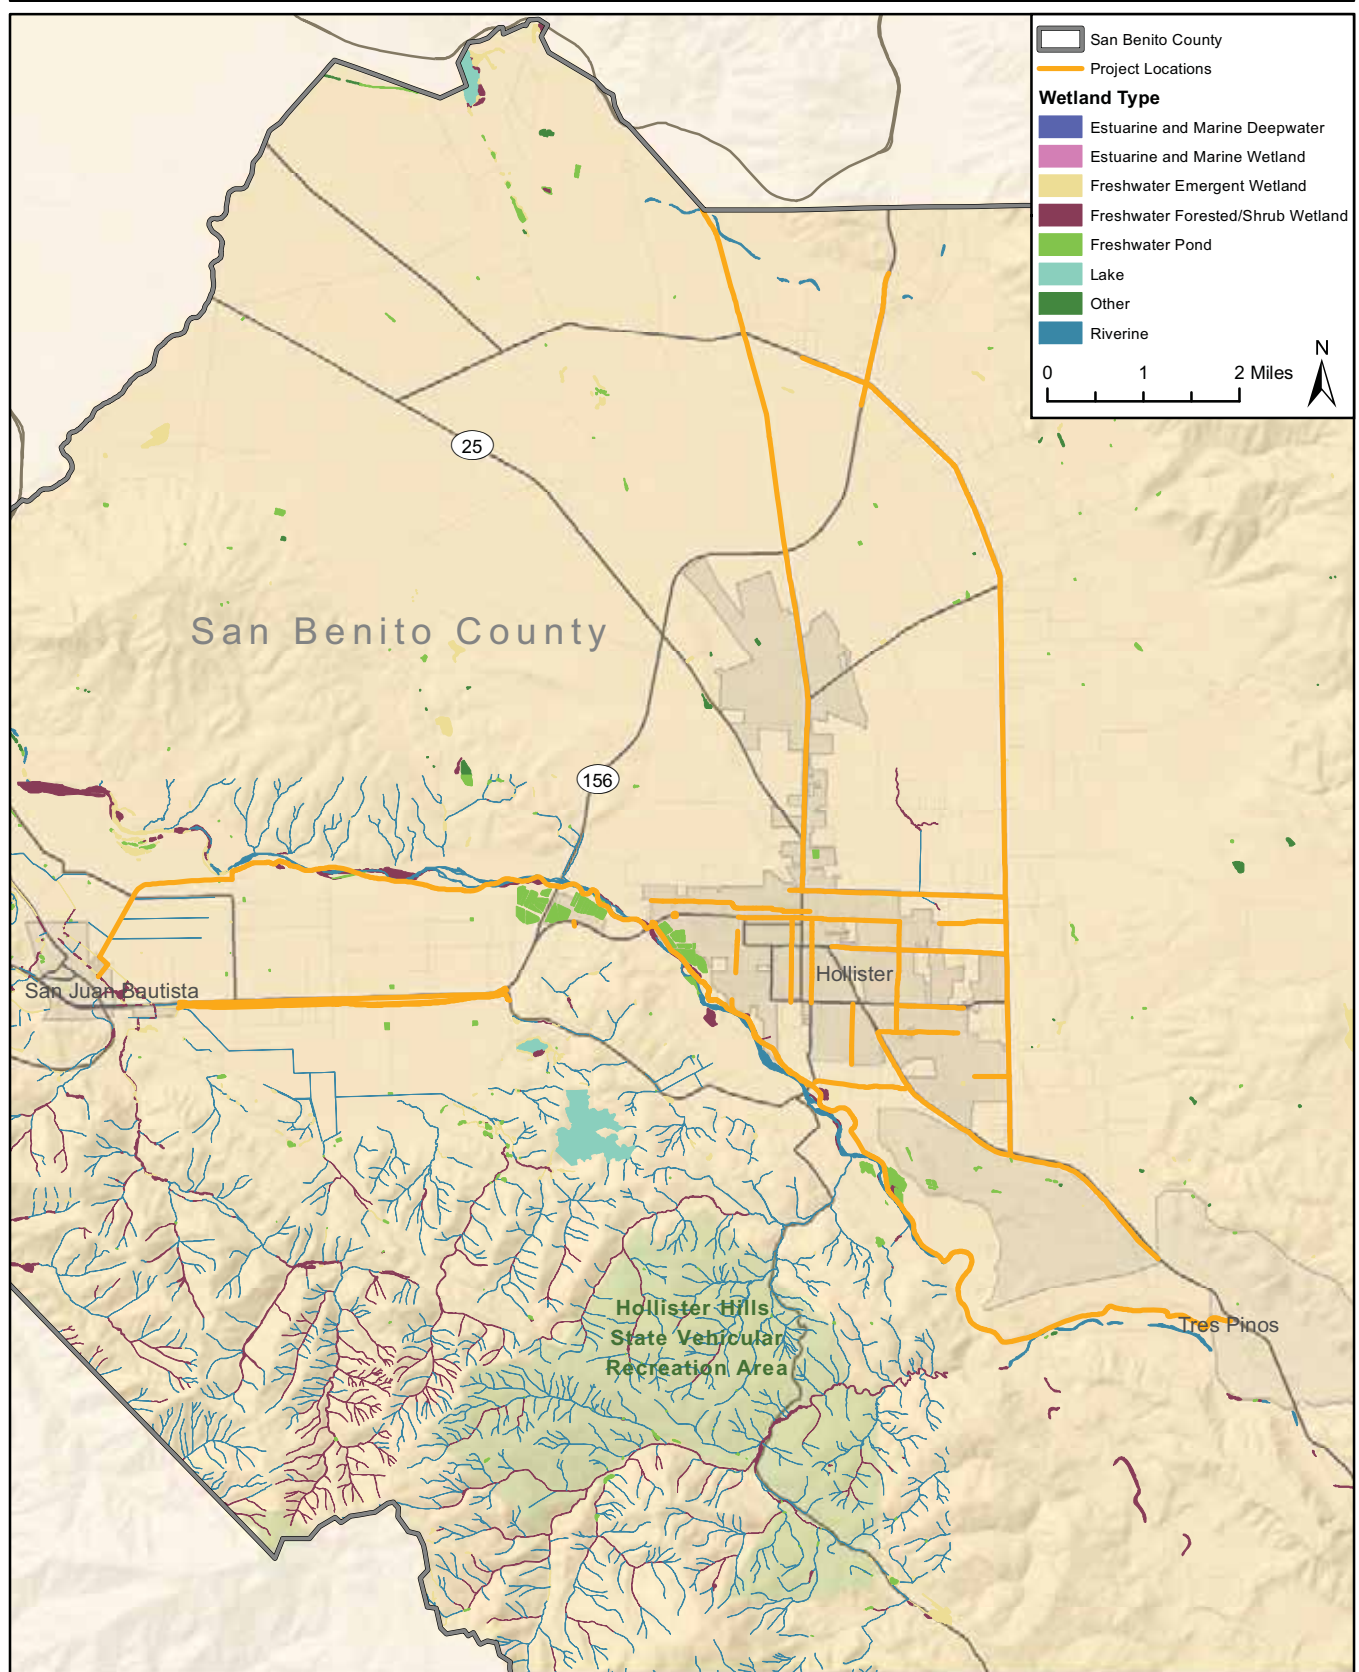 San Benito County
Project Locations
Wetland Type
Estuarine and Marine Deepwater
Estuarine and Marine Wetland
Freshwater Emergent Wetland
Freshwater Forested/Shrub Wetland
Freshwater Pond
Lake
Other
Riverine
N
0 1 2 Miles
25
San Benito County
156
Hollister
San Juan Bautista
Hollister Hills
State Vehicular
Recreation Area
Tres Pinos